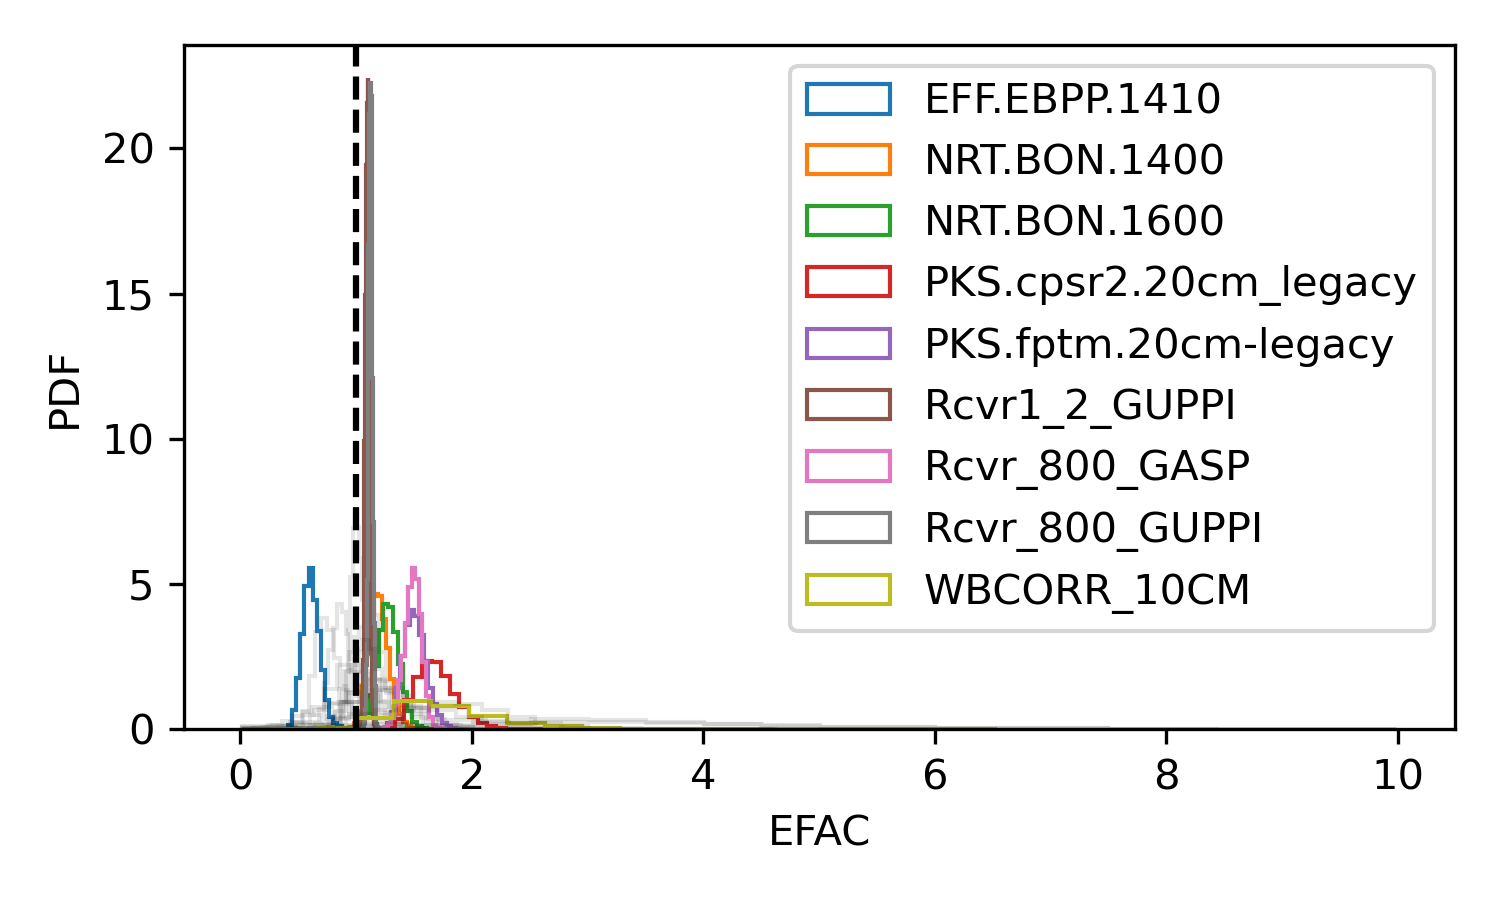 EFF.EBPP.1410
NRT.BON.1400
NRT.BON.1600
PKS.cpsr2.20cm_legacy
PKS.fptm.20cm-legacy
Rcvr1_2_GUPPI
Rcvr_800_GASP
Rcvr_800_GUPPI
WBCORR_10CM
PDF
20
15
10
5
0
0 2 4 6 8 10
EFAC